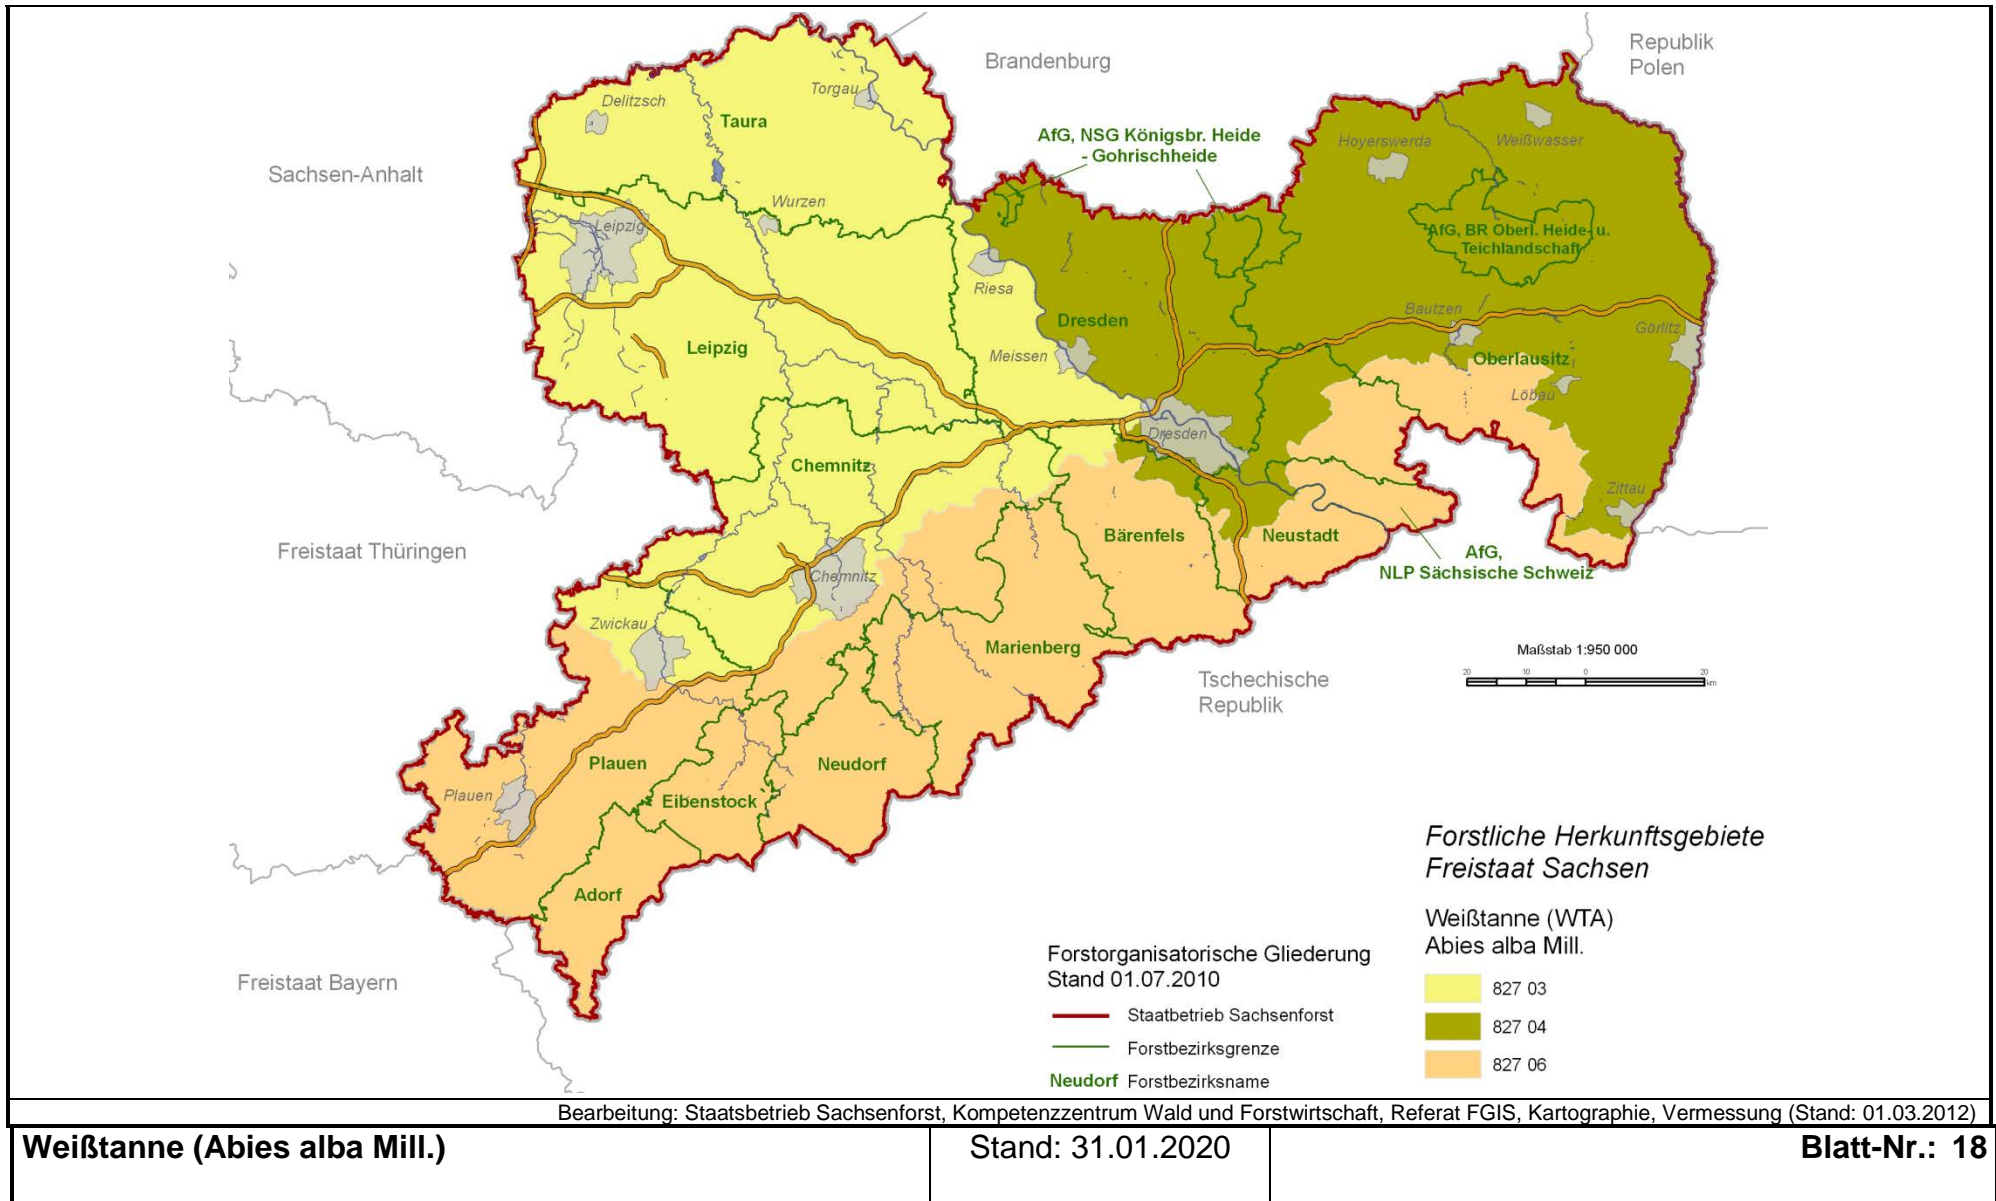 Brandenburg
Republik
Polen
Sachsen-Anhalt
Freistaat Thüringen
Freistaat Bayern
Tschechische
Republik
Delitzsch
Torgau
Taura
AfG, NSG Königsbr. Heide
- Gohrischheide
Hoyerswerda
Weißwasser
Wurzen
Leipzig
AfG, BR Oberl. Heide- u.
Teichlandschaft
Riesa
Dresden
Bautzen
Görlitz
Leipzig
Meissen
Oberlausitz
Löbau
Dresden
Chemnitz
Zittau
Bärenfels
Neustadt
AfG,
NLP Sächsische Schweiz
Chemnitz
Zwickau
Marienberg
Maßstab 1:950 000
20 10 0 20
km
Plauen
Neudorf
Plauen
Eibenstock
Adorf
Forstliche Herkunftsgebiete
Freistaat Sachsen
Weißtanne (WTA)
Abies alba Mill.
827 03
827 04
827 06
Forstorganisatorische Gliederung
Stand 01.07.2010
Staatbetrieb Sachsenforst
Forstbezirksgrenze
Neudorf Forstbezirksname
Bearbeitung: Staatsbetrieb Sachsenforst, Kompetenzzentrum Wald und Forstwirtschaft, Referat FGIS, Kartographie, Vermessung (Stand: 01.03.2012)
Weißtanne (Abies alba Mill.) Stand: 31.01.2020 Blatt-Nr.: 18